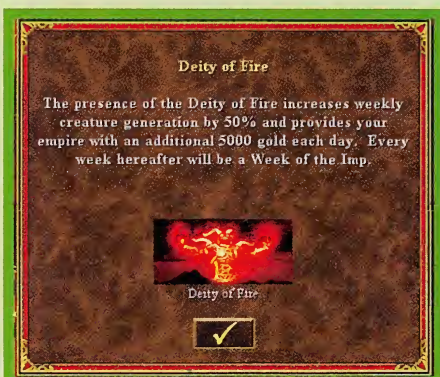 Deity of Fire
The presence of the Deity of Fire increases weekly
creature generation by 50% and provides your
empire with an additional 5000 gold each day. Every
week hereafter will be a Week of the Imp.
Deity of Fire